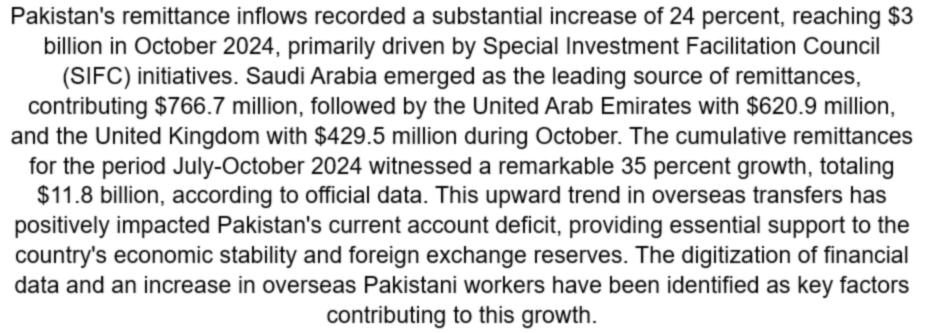 Pakistan's remittance inflows recorded a substantial increase of 24 percent, reaching $3
billion in October 2024, primarily driven by Special Investment Facilitation Council
(SIFC) initiatives. Saudi Arabia emerged as the leading source of remittances,
contributing $766.7 million, followed by the United Arab Emirates with $620.9 million,
and the United Kingdom with $429.5 million during October. The cumulative remittances
for the period July-October 2024 witnessed a remarkable 35 percent growth, totaling
$11.8 billion, according to official data. This upward trend in overseas transfers has
positively impacted Pakistan's current account deficit, providing essential support to the
country's economic stability and foreign exchange reserves. The digitization of financial
data and an increase in overseas Pakistani workers have been identified as key factors
contributing to this growth.